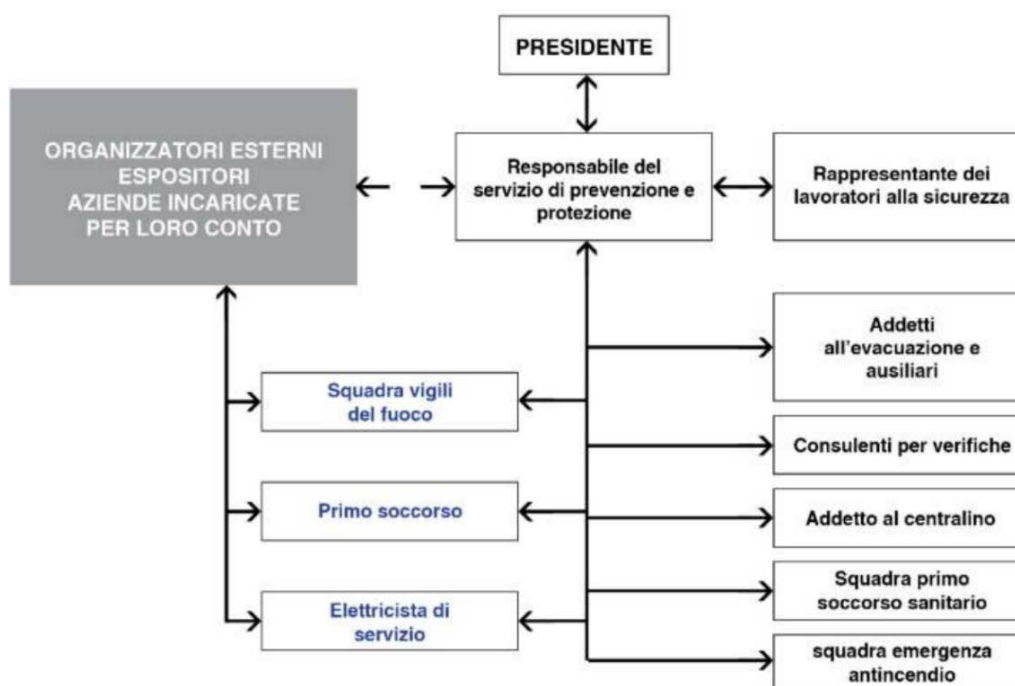 PRESIDENTE
ORGANIZZATORI ESTERNI
ESPOSITORI
AZIENDE INCARICATE
PER LORO CONTO
Responsabile del
servizio di prevenzione e
protezione
Rappresentante dei
lavoratori alla sicurezza
Addetti
all'evacuazione e
ausiliari
Squadra vigili
del fuoco
Consulenti per verifiche
Primo soccorso
Addetto al centralino
Squadra primo
soccorso sanitario
Elettricista di
servizio
squadra emergenza
antincendio